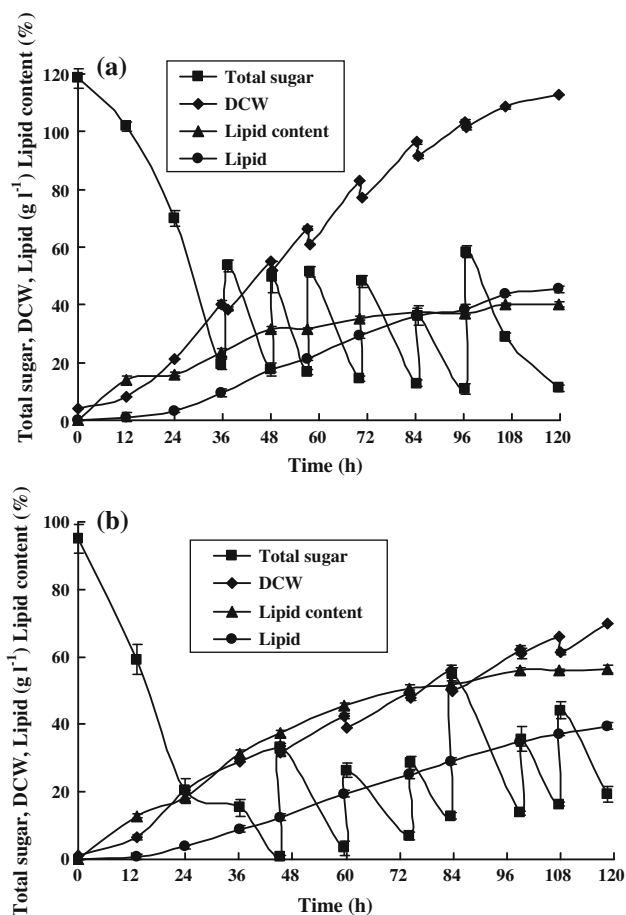 (a)
Total sugar, DCW, Lipid (g l⁻¹) Lipid content (%)
120
100
80
60
40
20
0
Total sugar
DCW
Lipid content
Lipid
0 12 24 36 48 60 72 84 96 108 120
Time (h)
(b)
Total sugar, DCW, Lipid (g l⁻¹) Lipid content (%)
100
80
60
40
20
0
Total sugar
DCW
Lipid content
Lipid
0 12 24 36 48 60 72 84 96 108 120
Time (h)